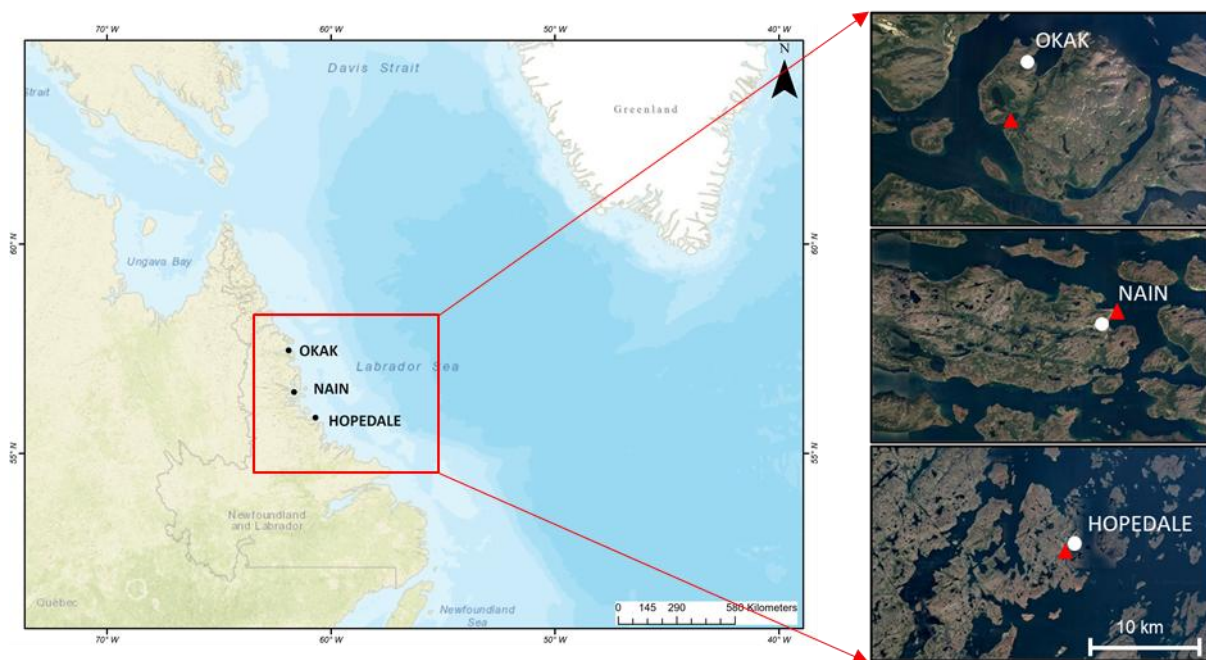 70° W
60° W
50° W
40° W
Davis Strait
N
Strait
Greenland
60° N
60° N
Ungava Bay
OKAK
Labrador Sea
NAIN
HOPEDALE
55° N
55° N
Newfoundland
and Labrador
Québec
Newfoundland
Sea
0 145 290 580 Kilometers
70° W
60° W
50° W
40° W
OKAK
NAIN
HOPEDALE
10 km